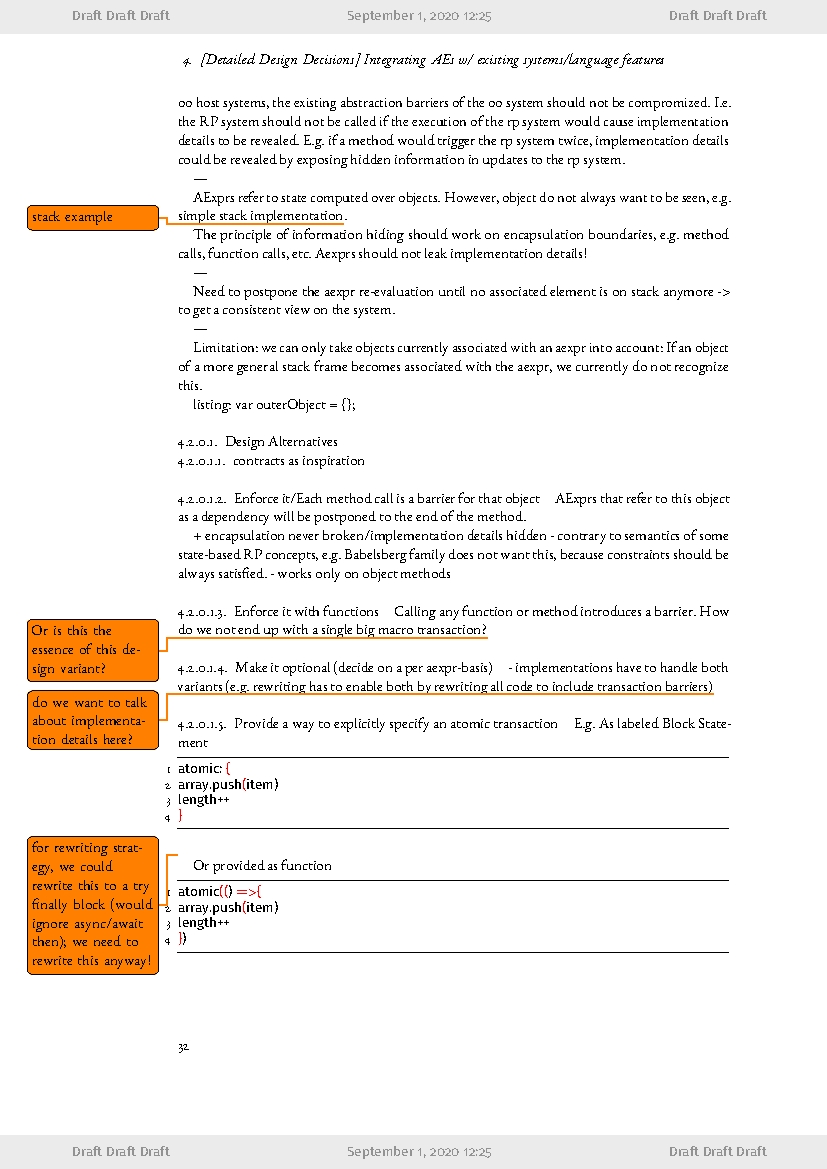 Draft Draft Draft September 1, 2020 12:25 Draft Draft Draft
4. [Detailed Design Decisions] Integrating AEs w/ existing systems/language features
oo host systems, the existing abstraction barriers of the oo system should not be compromized. I.e.
the RP system should not be called if the execution of the rp system would cause implementation
details to be revealed. E.g. if a method would trigger the rp system twice, implementation details
could be revealed by exposing hidden information in updates to the rp system.
—
AExprs refer to state computed over objects. However, object do not always want to be seen, e.g.
stack example
simple stack implementation.
The principle of information hiding should work on encapsulation boundaries, e.g. method
calls, function calls, etc. Aexprs should not leak implementation details!
—
Need to postpone the aexpr re-evaluation until no associated element is on stack anymore ->
to get a consistent view on the system.
—
Limitation: we can only take objects currently associated with an aexpr into account: If an object
of a more general stack frame becomes associated with the aexpr, we currently do not recognize
this.
listing: var outerObject = {};
4.2.0.1. Design Alternatives
4.2.0.1.1. contracts as inspiration
4.2.0.1.2. Enforce it/Each method call is a barrier for that object AExprs that refer to this object
as a dependency will be postponed to the end of the method.
+ encapsulation never broken/implementation details hidden - contrary to semantics of some
state-based RP concepts, e.g. Babelsberg family does not want this, because constraints should be
always satisfied. - works only on object methods
4.2.0.1.3. Enforce it with functions Calling any function or method introduces a barrier. How
do we not end up with a single big macro transaction?
Or is this the
essence of this de-
sign variant?
4.2.0.1.4. Make it optional (decide on a per aexpr-basis) - implementations have to handle both
variants (e.g. rewriting has to enable both by rewriting all code to include transaction barriers)
do we want to talk
about implementa-
tion details here?
4.2.0.1.5. Provide a way to explicitly specify an atomic transaction E.g. As labeled Block State-
ment
1 atomic: {
2 array.push(item)
3 length++
4 }
for rewriting strat-
egy, we could
rewrite this to a try
finally block (would
ignore async/await
then); we need to
rewrite this anyway!
Or provided as function
1 atomic(() =>{
2 array.push(item)
3 length++
4 })
32
Draft Draft Draft September 1, 2020 12:25 Draft Draft Draft